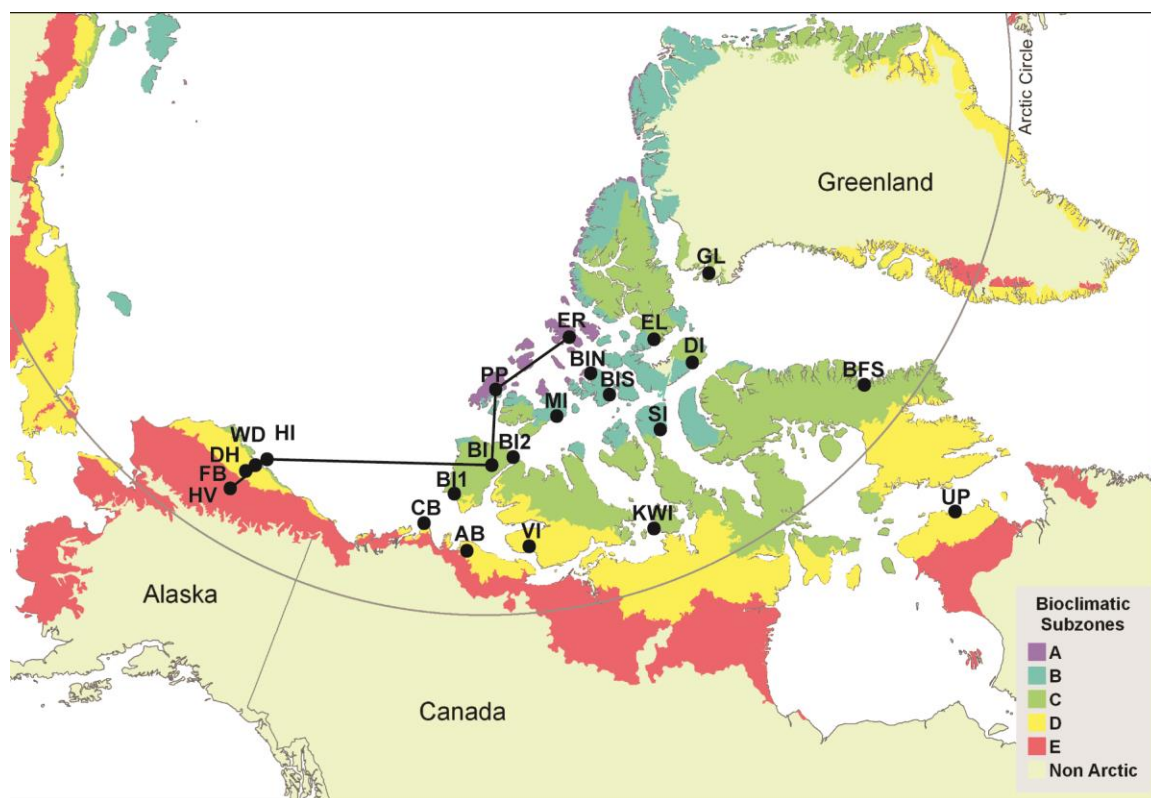 Arctic Circle
Greenland
GL
ER
EL
DI
BIN
PP
BIS
BFS
MI
SI
WD
HI
BI
BI2
DH
FB
HV
BI1
CB
KWI
UP
AB
VI
Alaska
Canada
Bioclimatic
Subzones
A
B
C
D
E
Non Arctic